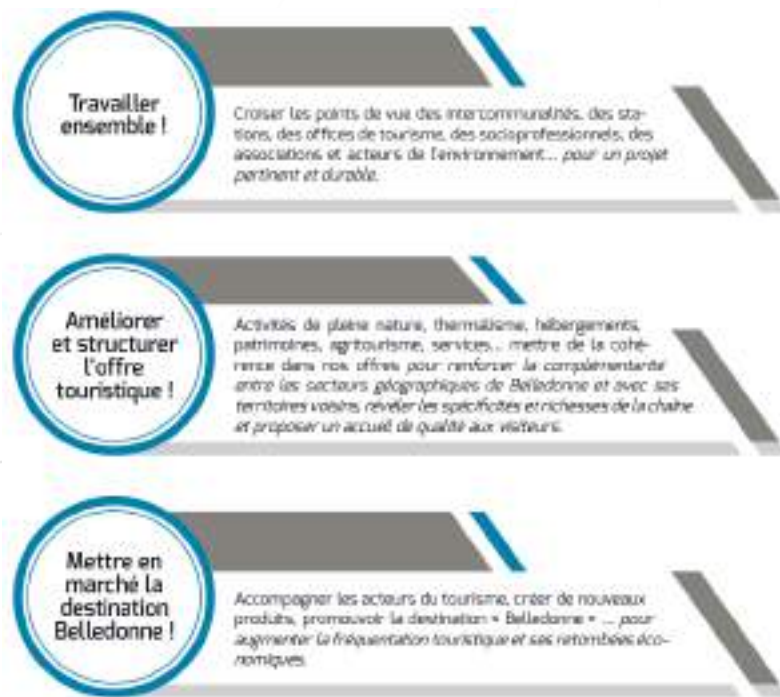 Travailler
ensemble !
Croiser les points de vue des intercommunalités, des sta-
tions, des offices de tourisme, des socioprofessionnels, des
associations et acteurs de l'environnement... pour un projet
pertinent et durable.
Améliorer
et structurer
l'offre
touristique !
Activités de pleine nature, thermalisme, hébergements,
patrimoines, agritourisme, services... mettre de la cohé-
rence dans nos offres pour renforcer la complémentarité
entre les secteurs géographiques de Belledonne et avec ses
territoires voisins, révéler les spécificités et richesses de la chaîne
et proposer un accueil de qualité aux visiteurs.
Mettre en
marché la
destination
Belledonne !
Accompagner les acteurs du tourisme, créer de nouveaux
produits, promouvoir la destination « Belledonne » ... pour
augmenter la fréquentation touristique et ses retombées éco-
nomiques.